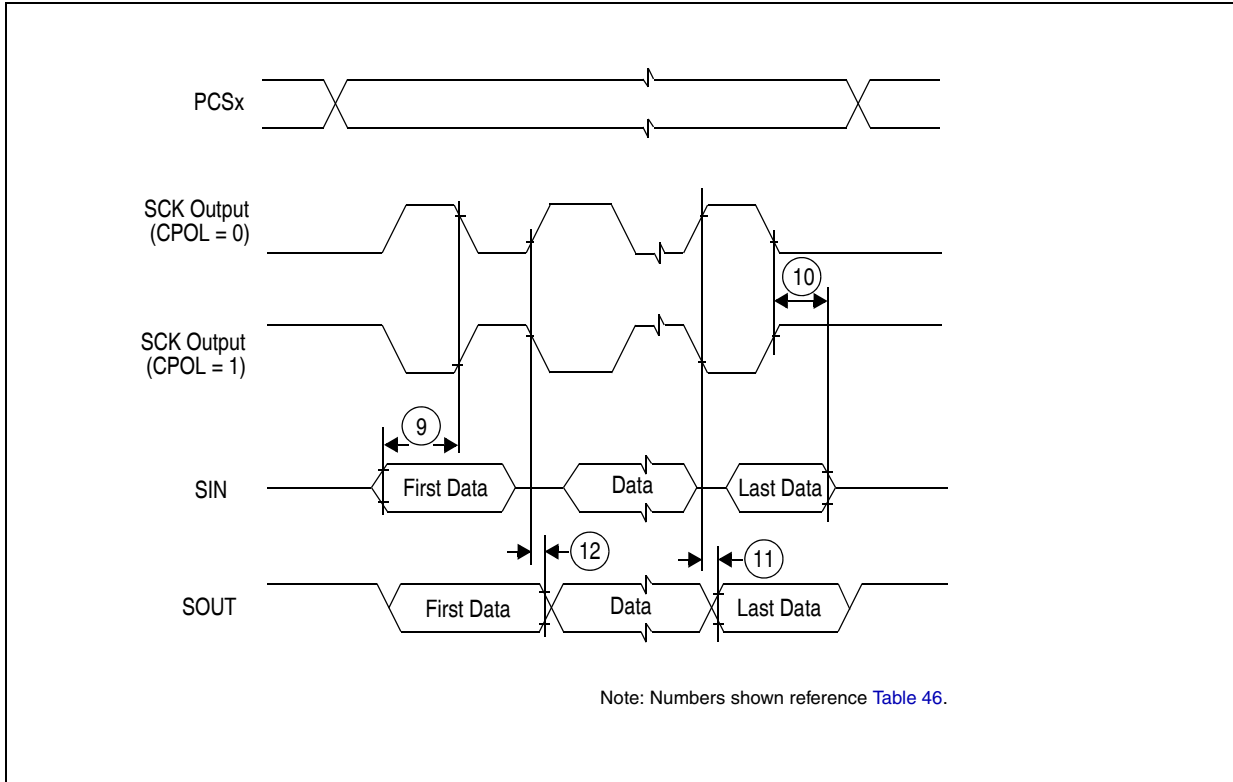 PCSx
SCK Output
(CPOL = 0)
10
SCK Output
(CPOL = 1)
9
SIN
First Data
Data
Last Data
12
11
SOUT
First Data
Data
Last Data
Note: Numbers shown reference Table 46.